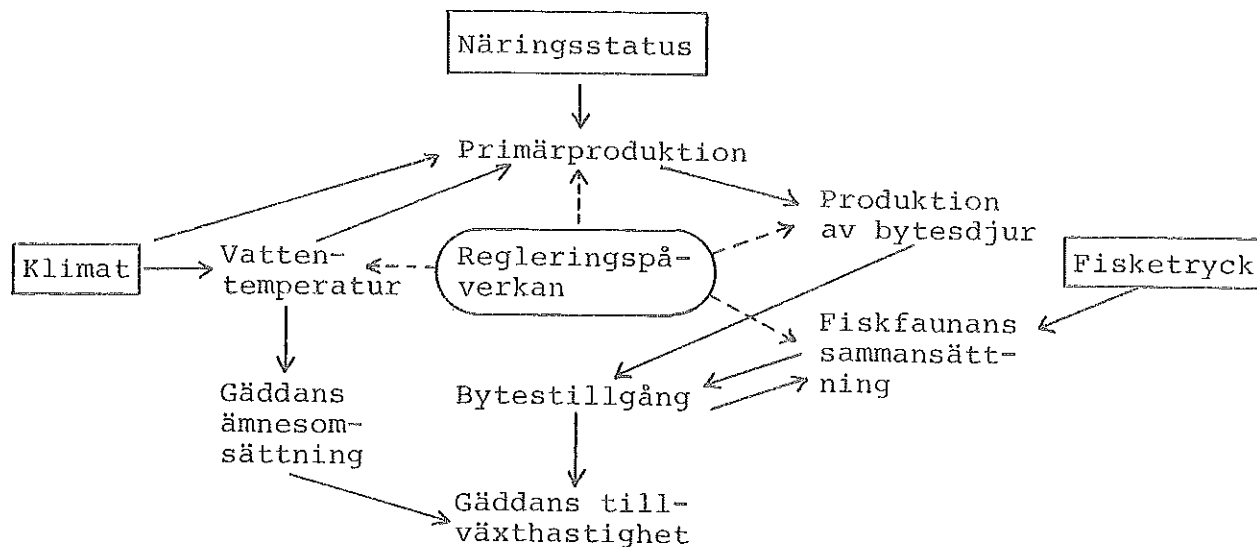 Näringsstatus
Primärproduktion
Produktion
av bytesdjur
Klimat
Vatten-
temperatur
Regleringspå-
verkan
Fisketryck
Fiskfaunans
sammansätt-
ning
Gäddans
ämnesom-
sättning
Bytestillgång
Gäddans till-
växthastighet